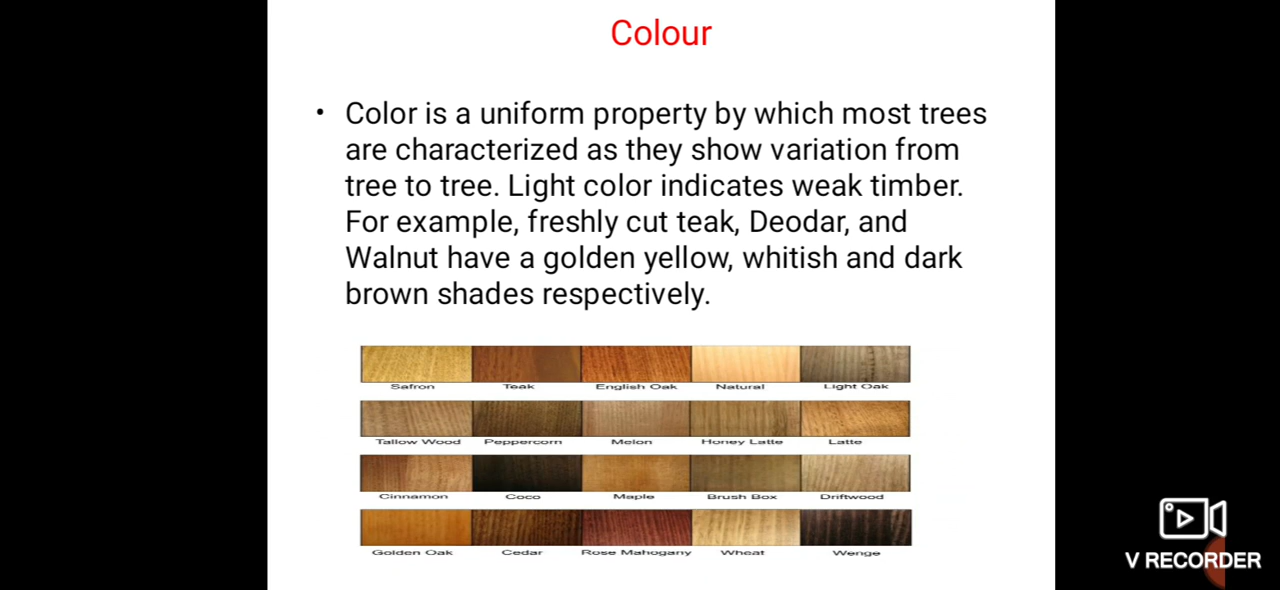 Colour
• Color is a uniform property by which most trees
are characterized as they show variation from
tree to tree. Light color indicates weak timber.
For example, freshly cut teak, Deodar, and
Walnut have a golden yellow, whitish and dark
brown shades respectively.
Safron Teak English Oak Natural Light Oak
Tallow Wood Peppercorn Melon Honey Latte Latte
Cinnamon Coco Maple Brush Box Driftwood
Golden Oak Cedar Rose Mahogany Wheat Wenge
V RECORDER